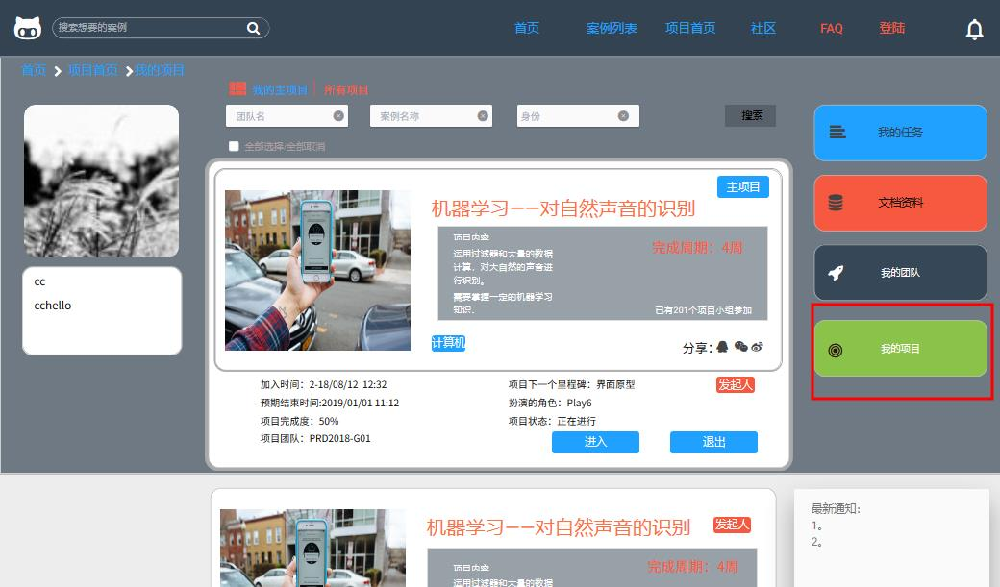 搜索想要的案例
首页 案例列表 项目首页 社区 FAQ 登陆
首页 项目首页 我的项目
我的主项目 所有项目
团队名 案例名称 身份 搜索
全部选择/全部取消
我的任务
文档资料
我的团队
我的项目
cc
cchello
主项目
机器学习——对自然声音的识别
项目内容
运用过滤器和大量的数据
计算，对大自然的声音进
行识别。
需要掌握一定的机器学习
知识.
完成周期：4周
已有201个项目小组参加
计算机
分享：
加入时间：2-18/08/12 12:32
预期结束时间:2019/01/01 11:12
项目完成度：50%
项目团队：PRD2018-G01
项目下一个里程碑：界面原型
扮演的角色：Play6
项目状态：正在进行
发起人
进入 退出
机器学习——对自然声音的识别
发起人
项目内容
运用过滤器和大量的数据
完成周期：4周
最新通知：
1。
2。